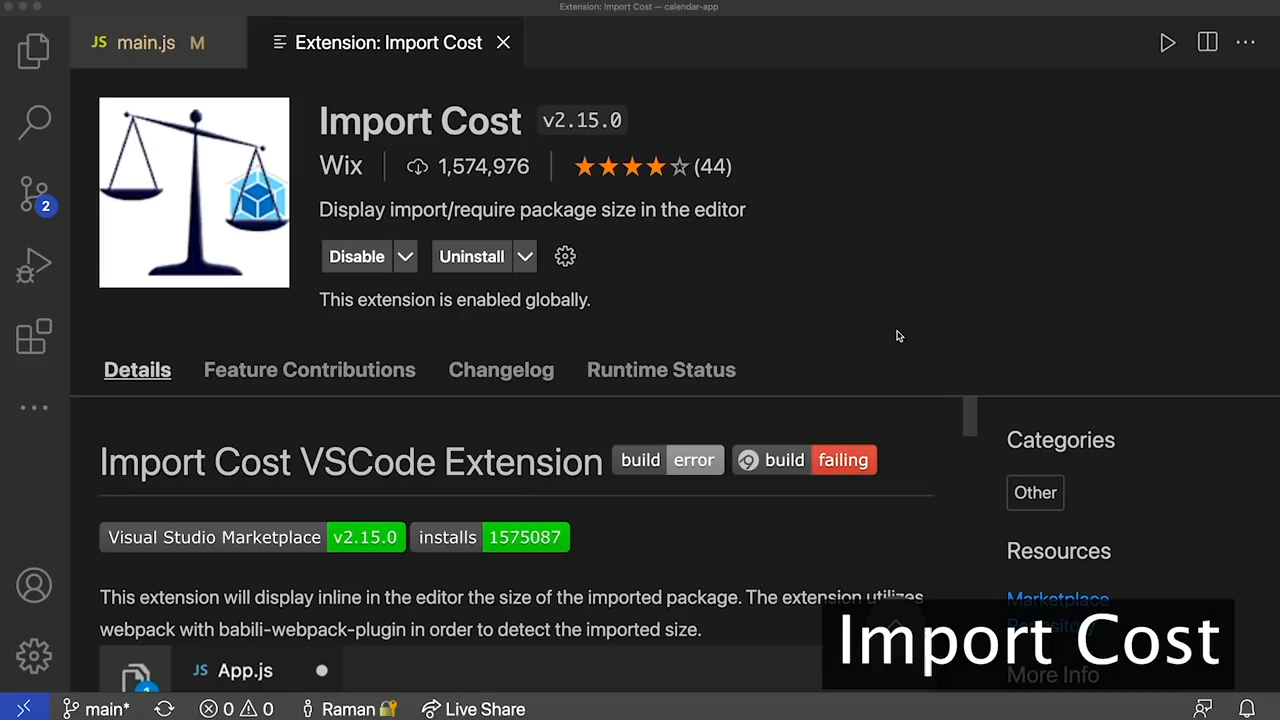 Extension: Import Cost — calendar-app
JS main.js M
Extension: Import Cost
Import Cost v2.15.0
Wix 1,574,976 (44)
Display import/require package size in the editor
Disable Uninstall
This extension is enabled globally.
Details Feature Contributions Changelog Runtime Status
2
Import Cost VSCode Extension build error build failing
Visual Studio Marketplace v2.15.0 installs 1575087
This extension will display inline in the editor the size of the imported package. The extension utilizes
webpack with babili-webpack-plugin in order to detect the imported size.
JS App.js
1
Categories
Other
Resources
Marketplace
Repository
More Info
Import Cost
main* 0 0 Raman Live Share